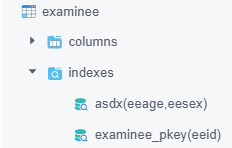 examinee
columns
indexes
asdx(eeage,eesex)
examinee_pkey(eeid)